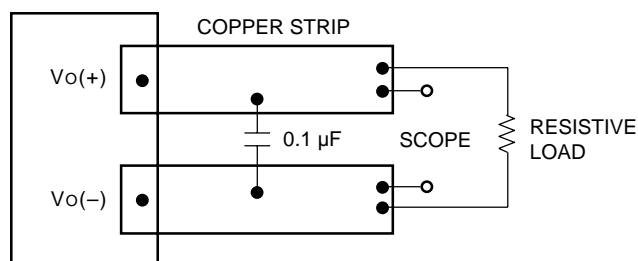 COPPER STRIP
VO(+)
0.1 µF
SCOPE
RESISTIVE
LOAD
VO(–)